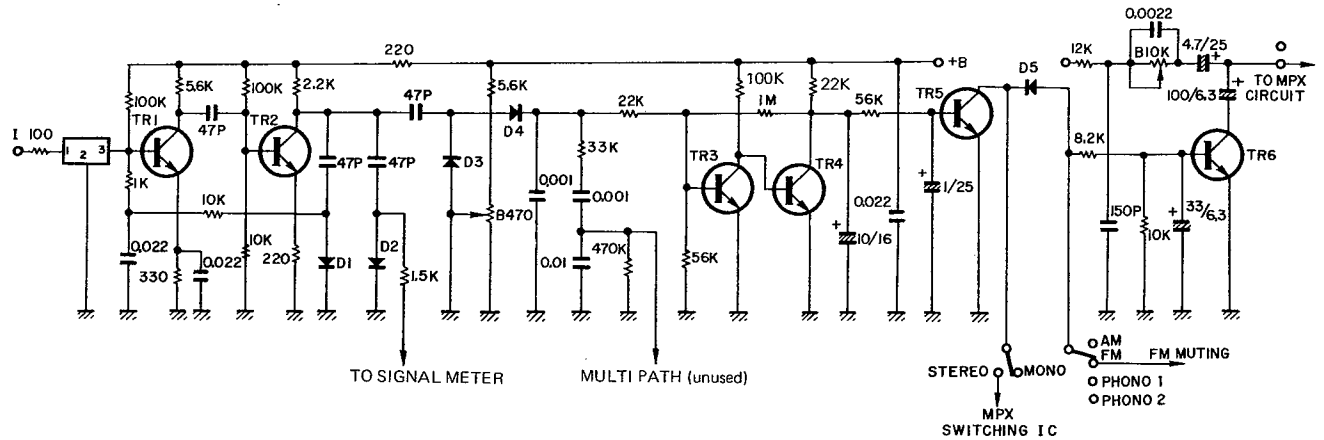 0.0022
220
12K
B10K
4.7/25
+
+B
D5
TO MPX
CIRCUIT
+
100/6.3
5.6K
100K
2.2K
5.6K
100K
22K
100K
47P
22K
1M
56K
TR5
I 100
TR1
47P
TR2
D4
8.2K
TR6
1 2 3
47P
47P
D3
33K
TR3
TR4
1K
10K
0.001
0.001
0.022
+
1/25
+
B470
150P
10K
33/6.3
+
10/16
0.022
330
0.022
10K
220
D1
D2
1.5K
0.01
470K
56K
AM
FM
FM MUTING
TO SIGNAL METER
MULTI PATH (unused)
STEREO
MONO
PHONO 1
PHONO 2
MPX
SWITCHING IC